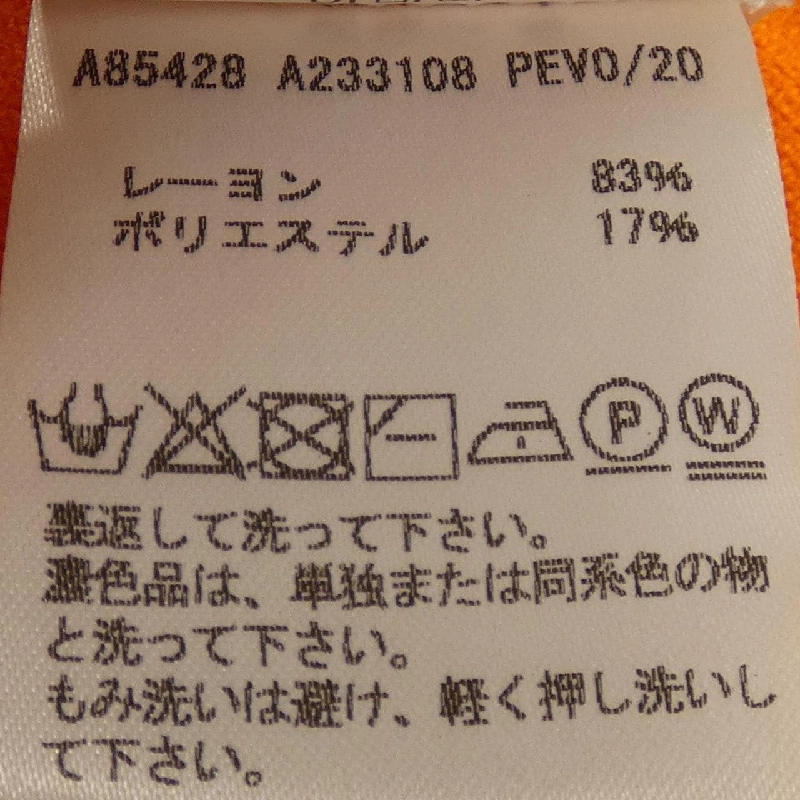 A85428 A233108 PEV0/20
レーヨン 83%
ポリエステル 17%
P W
裏返して洗って下さい。
濃色品は、単独または同系色の物
と洗って下さい。
もみ洗いは避け、軽く押し洗いし
て下さい。